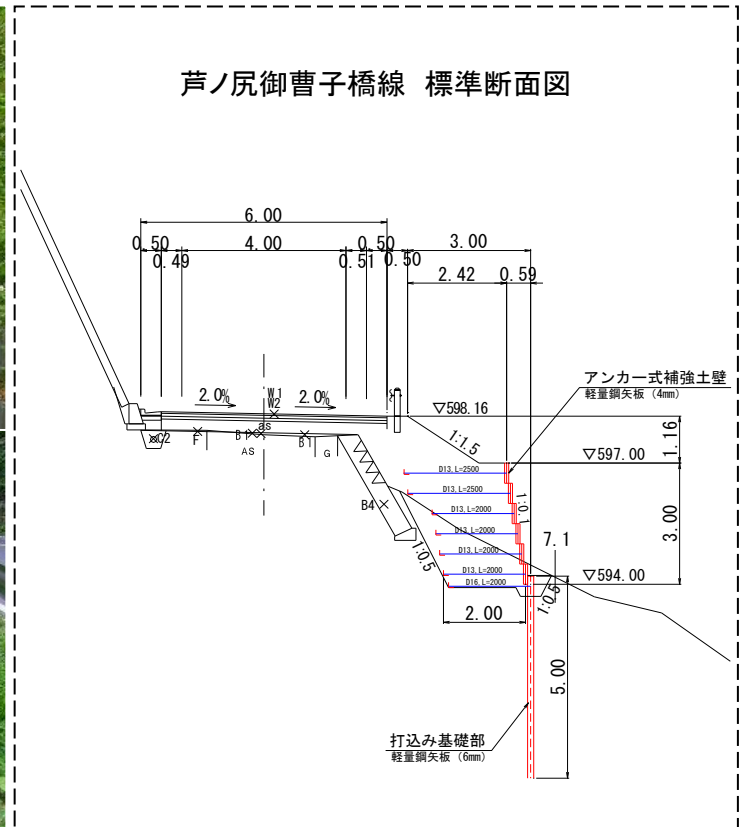 芦ノ尻御曹子橋線 標準断面図
6.00
0.50
4.00
0.50
3.00
0.49
0.51
0.50
2.42
0.59
アンカー式補強土壁
軽量鋼矢板(4mm)
2.0%
W1
W2
2.0%
▽598.16
1.16
1:1.5
▽597.00
C2
F
B1
as
B1
AS
G
D13, L=2500
D13, L=2500
1:0.1
B4
D13, L=2000
3.00
D13, L=2000
7.1
1:0.5
D13, L=2000
D13, L=2000
▽594.00
D16, L=2000
1:0.5
2.00
5.00
打込み基礎部
軽量鋼矢板(6mm)